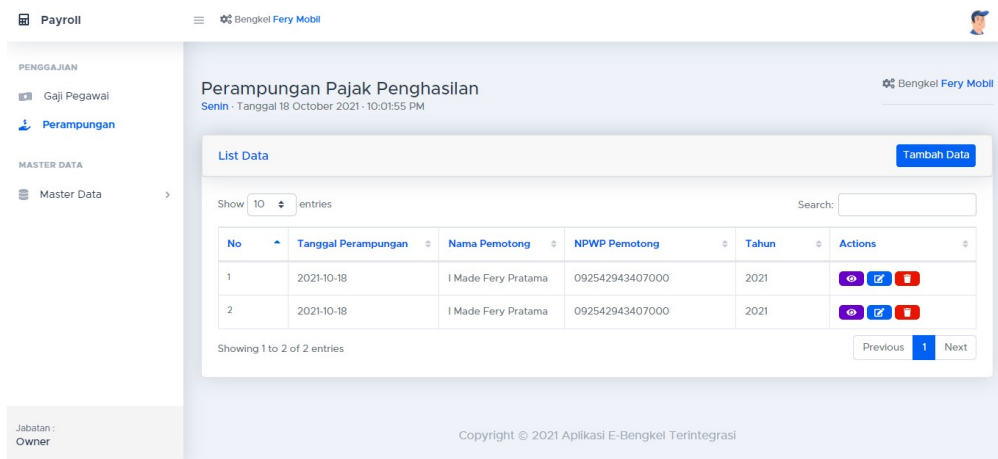 Payroll
Bengkel Fery Mobil
PENGGAJIAN
Gaji Pegawai
Perampungan
MASTER DATA
Master Data
Jabatan :
Owner
Perampungan Pajak Penghasilan
Senin · Tanggal 18 October 2021 · 10:01:55 PM
Bengkel Fery Mobil
List Data
Tambah Data
Show 10 entries
Search:
No Tanggal Perampungan Nama Pemotong NPWP Pemotong Tahun Actions
1 2021-10-18 I Made Fery Pratama 092542943407000 2021
2 2021-10-18 I Made Fery Pratama 092542943407000 2021
Showing 1 to 2 of 2 entries
Previous 1 Next
Copyright © 2021 Aplikasi E-Bengkel Terintegrasi